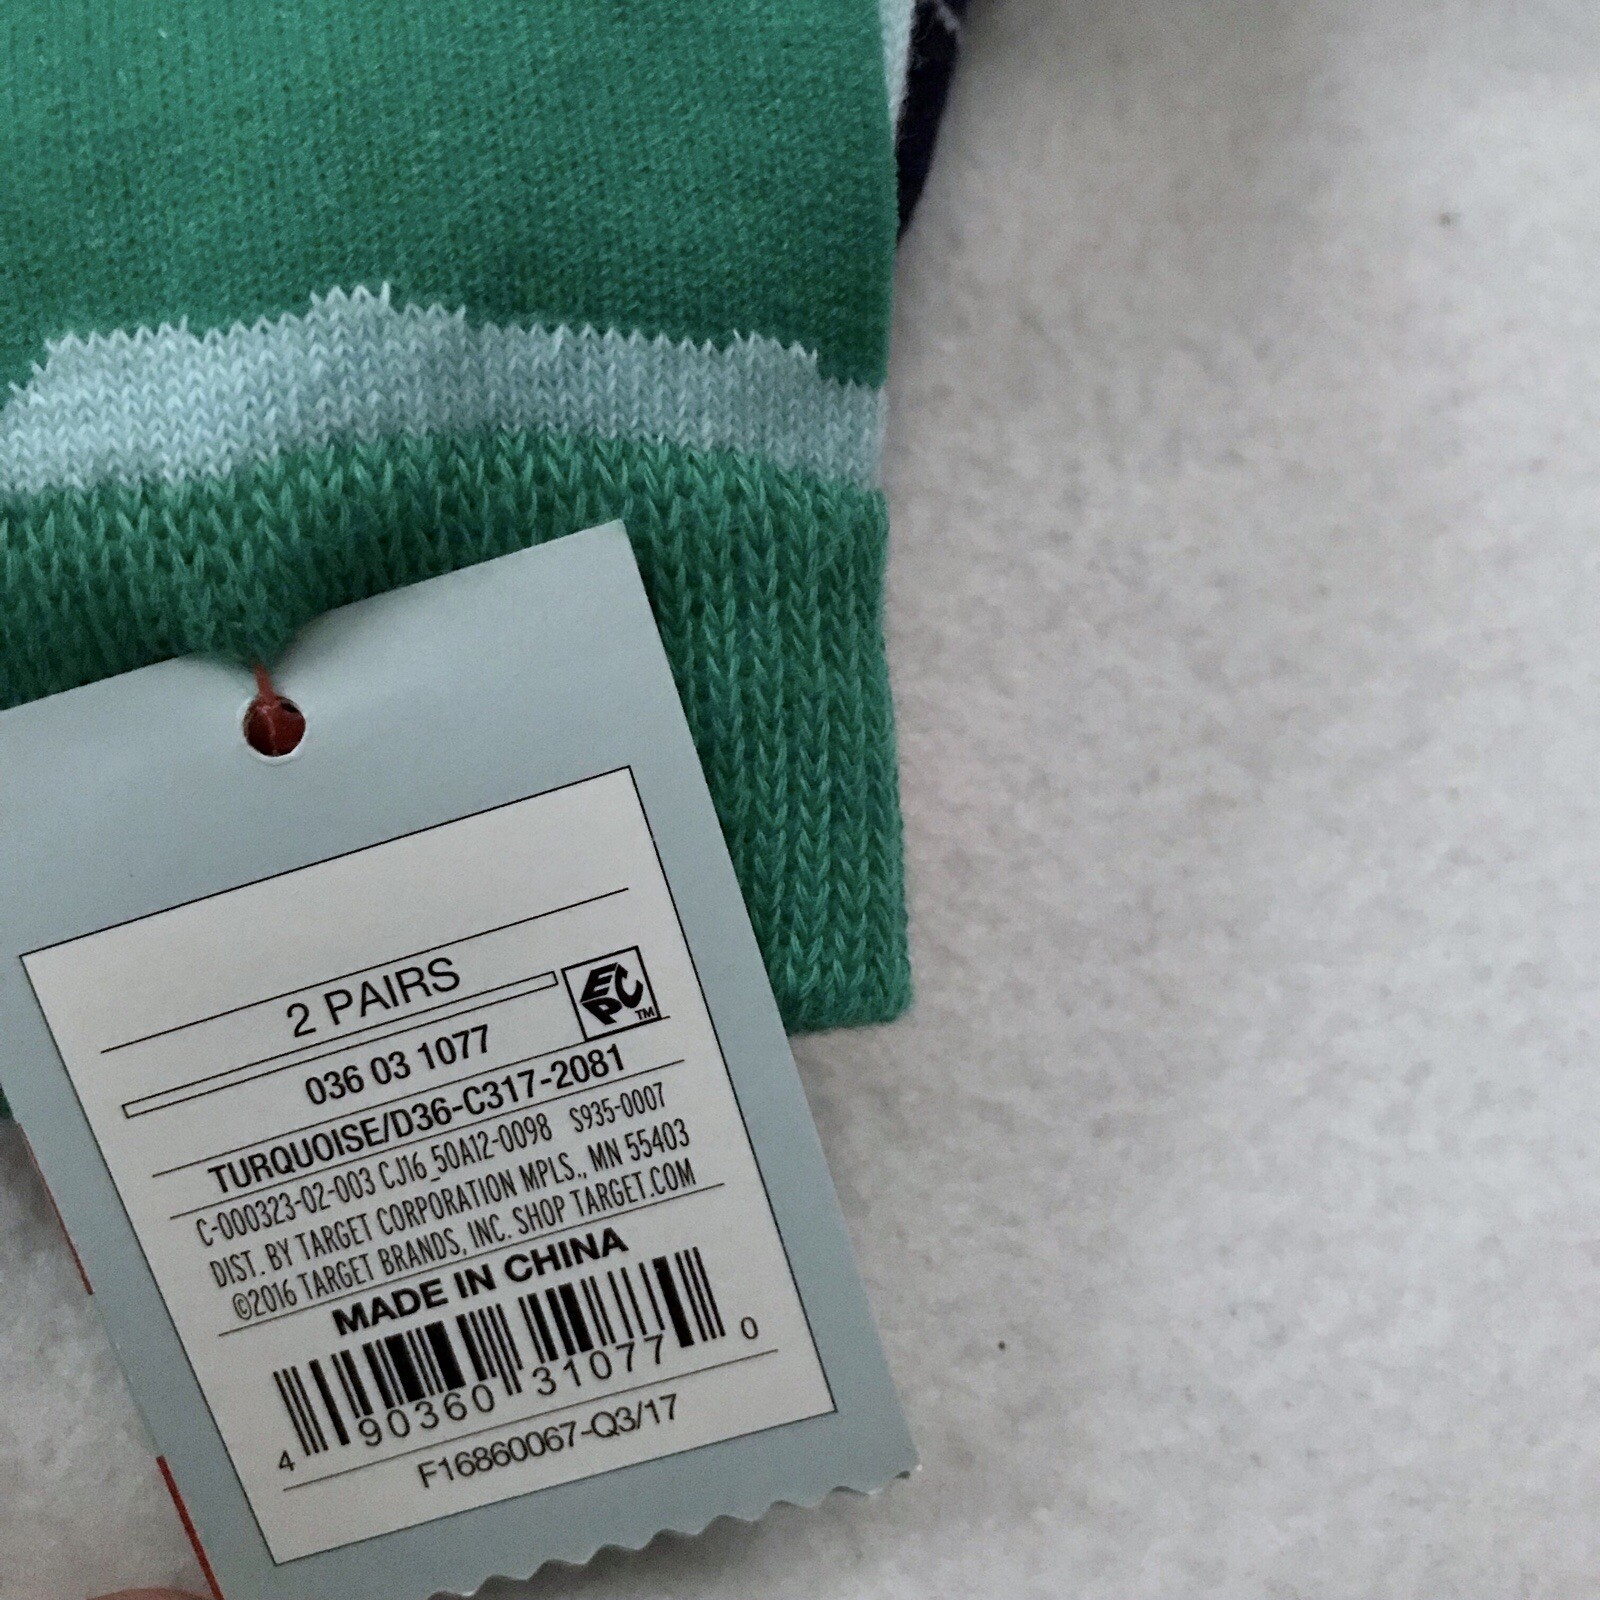 2 PAIRS
EPC™
036 03 1077
TURQUOISE/D36-C317-2081
C-000323-02-003 CJ16_50A12-0098 S935-0007
DIST. BY TARGET CORPORATION MPLS., MN 55403
©2016 TARGET BRANDS, INC. SHOP TARGET.COM
MADE IN CHINA
4 90360 31077 0
F16860067-Q3/17